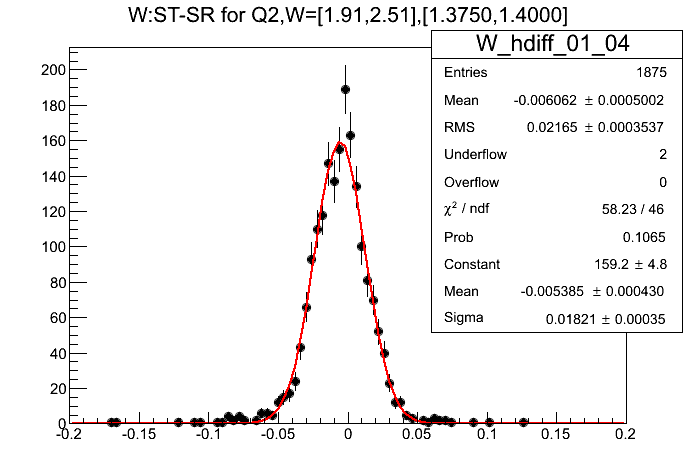 W:ST-SR for Q2,W=[1.91,2.51],[1.3750,1.4000]
W_hdiff_01_04
Entries 1875
Mean -0.006062 ± 0.0005002
RMS 0.02165 ± 0.0003537
Underflow 2
Overflow 0
χ² / ndf 58.23 / 46
Prob 0.1065
Constant 159.2 ± 4.8
Mean -0.005385 ± 0.000430
Sigma 0.01821 ± 0.00035
200
180
160
140
120
100
80
60
40
20
0
-0.2 -0.15 -0.1 -0.05 0 0.05 0.1 0.15 0.2